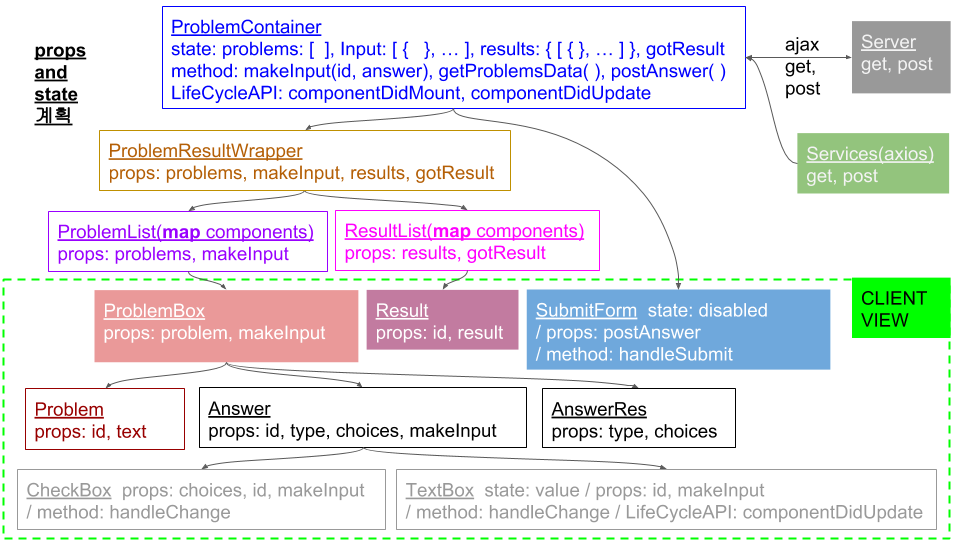 props
and
state
계획
ProblemContainer
state: problems: [ ], Input: [ { }, … ], results: { [ { }, … ] }, gotResult
method: makeInput(id, answer), getProblemsData( ), postAnswer( )
LifeCycleAPI: componentDidMount, componentDidUpdate
ajax
get,
post
Server
get, post
Services(axios)
get, post
ProblemResultWrapper
props: problems, makeInput, results, gotResult
ProblemList(map components)
props: problems, makeInput
ResultList(map components)
props: results, gotResult
CLIENT
VIEW
ProblemBox
props: problem, makeInput
Result
props: id, result
SubmitForm state: disabled
/ props: postAnswer
/ method: handleSubmit
Problem
props: id, text
Answer
props: id, type, choices, makeInput
AnswerRes
props: type, choices
CheckBox props: choices, id, makeInput
/ method: handleChange
TextBox state: value / props: id, makeInput
/ method: handleChange / LifeCycleAPI: componentDidUpdate